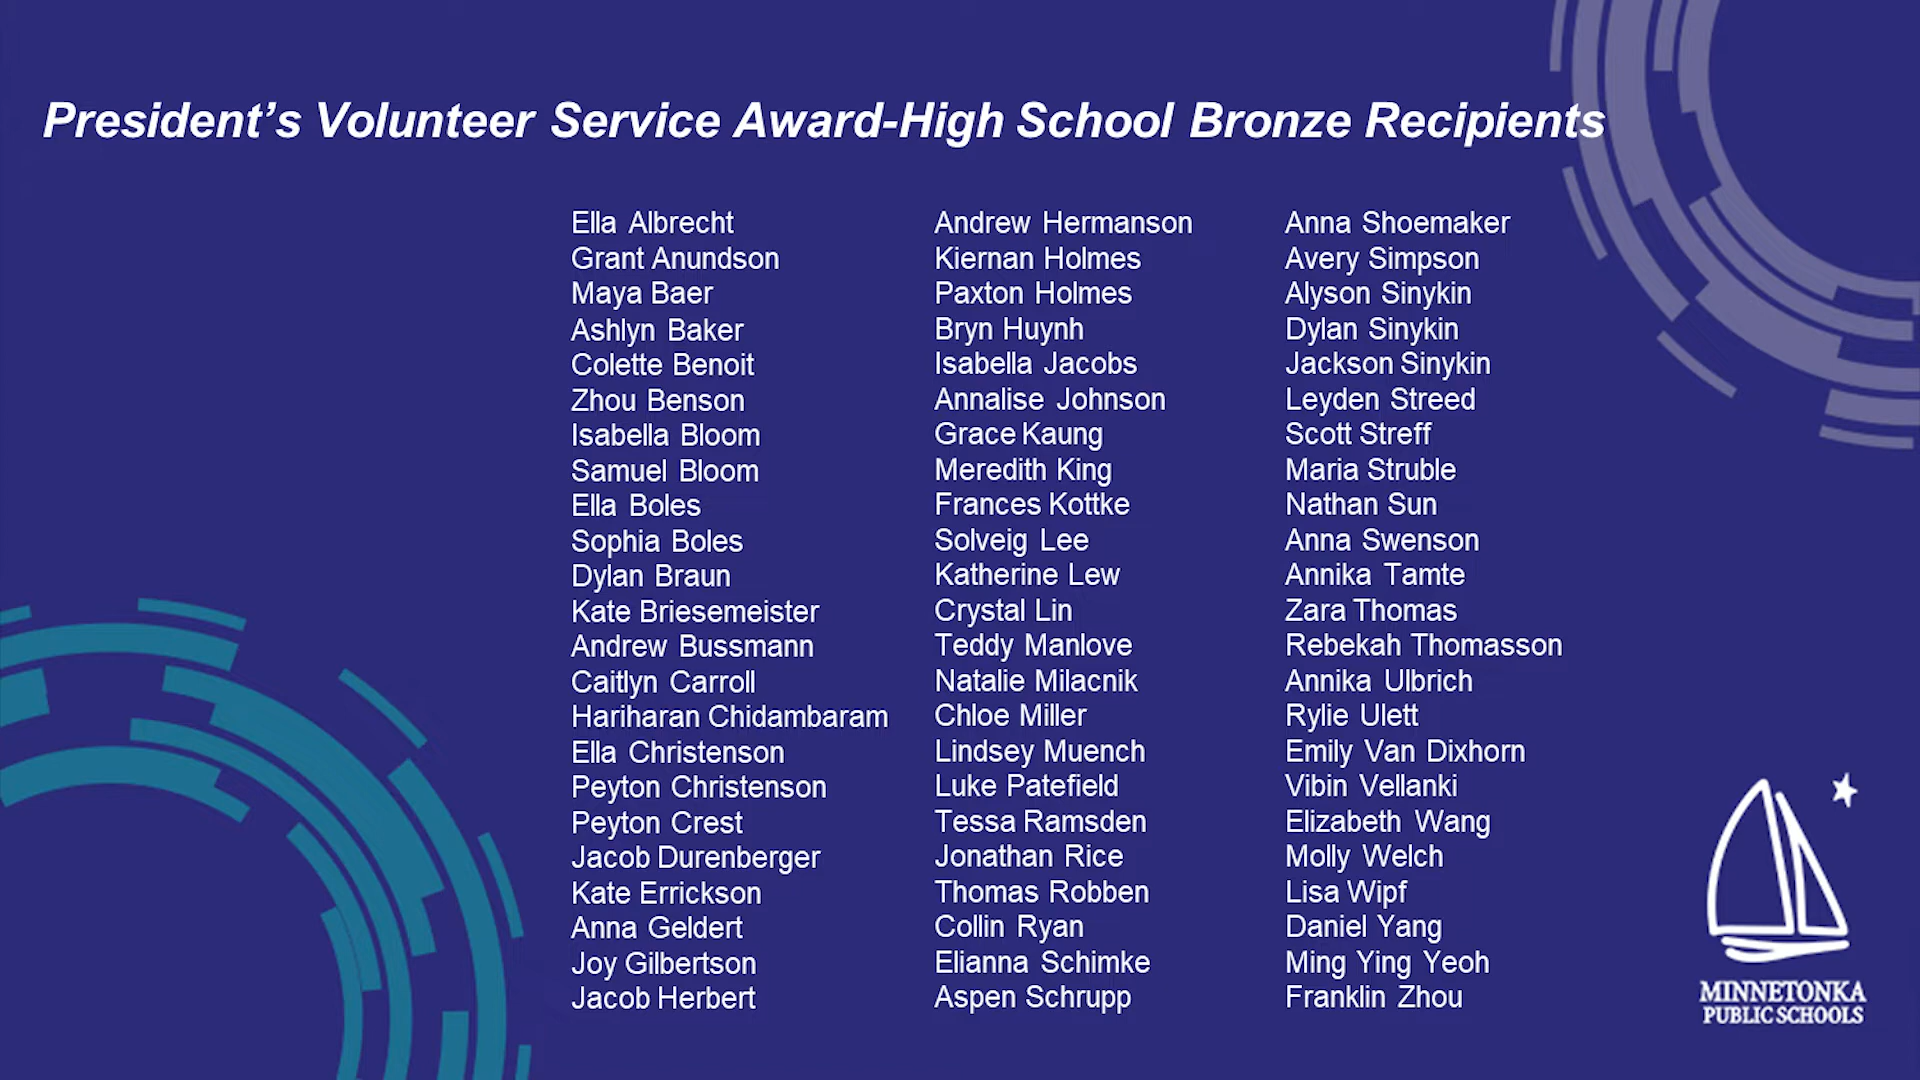 President’s Volunteer Service Award-High School Bronze Recipients
Ella Albrecht
Grant Anundson
Maya Baer
Ashlyn Baker
Colette Benoit
Zhou Benson
Isabella Bloom
Samuel Bloom
Ella Boles
Sophia Boles
Dylan Braun
Kate Briesemeister
Andrew Bussmann
Caitlyn Carroll
Hariharan Chidambaram
Ella Christenson
Peyton Christenson
Peyton Crest
Jacob Durenberger
Kate Errickson
Anna Geldert
Joy Gilbertson
Jacob Herbert
Andrew Hermanson
Kiernan Holmes
Paxton Holmes
Bryn Huynh
Isabella Jacobs
Annalise Johnson
Grace Kaung
Meredith King
Frances Kottke
Solveig Lee
Katherine Lew
Crystal Lin
Teddy Manlove
Natalie Milacnik
Chloe Miller
Lindsey Muench
Luke Patefield
Tessa Ramsden
Jonathan Rice
Thomas Robben
Collin Ryan
Elianna Schimke
Aspen Schrupp
Anna Shoemaker
Avery Simpson
Alyson Sinykin
Dylan Sinykin
Jackson Sinykin
Leyden Streed
Scott Streff
Maria Struble
Nathan Sun
Anna Swenson
Annika Tamte
Zara Thomas
Rebekah Thomasson
Annika Ulbrich
Rylie Ulett
Emily Van Dixhorn
Vibin Vellanki
Elizabeth Wang
Molly Welch
Lisa Wipf
Daniel Yang
Ming Ying Yeoh
Franklin Zhou
MINNETONKA
PUBLIC SCHOOLS